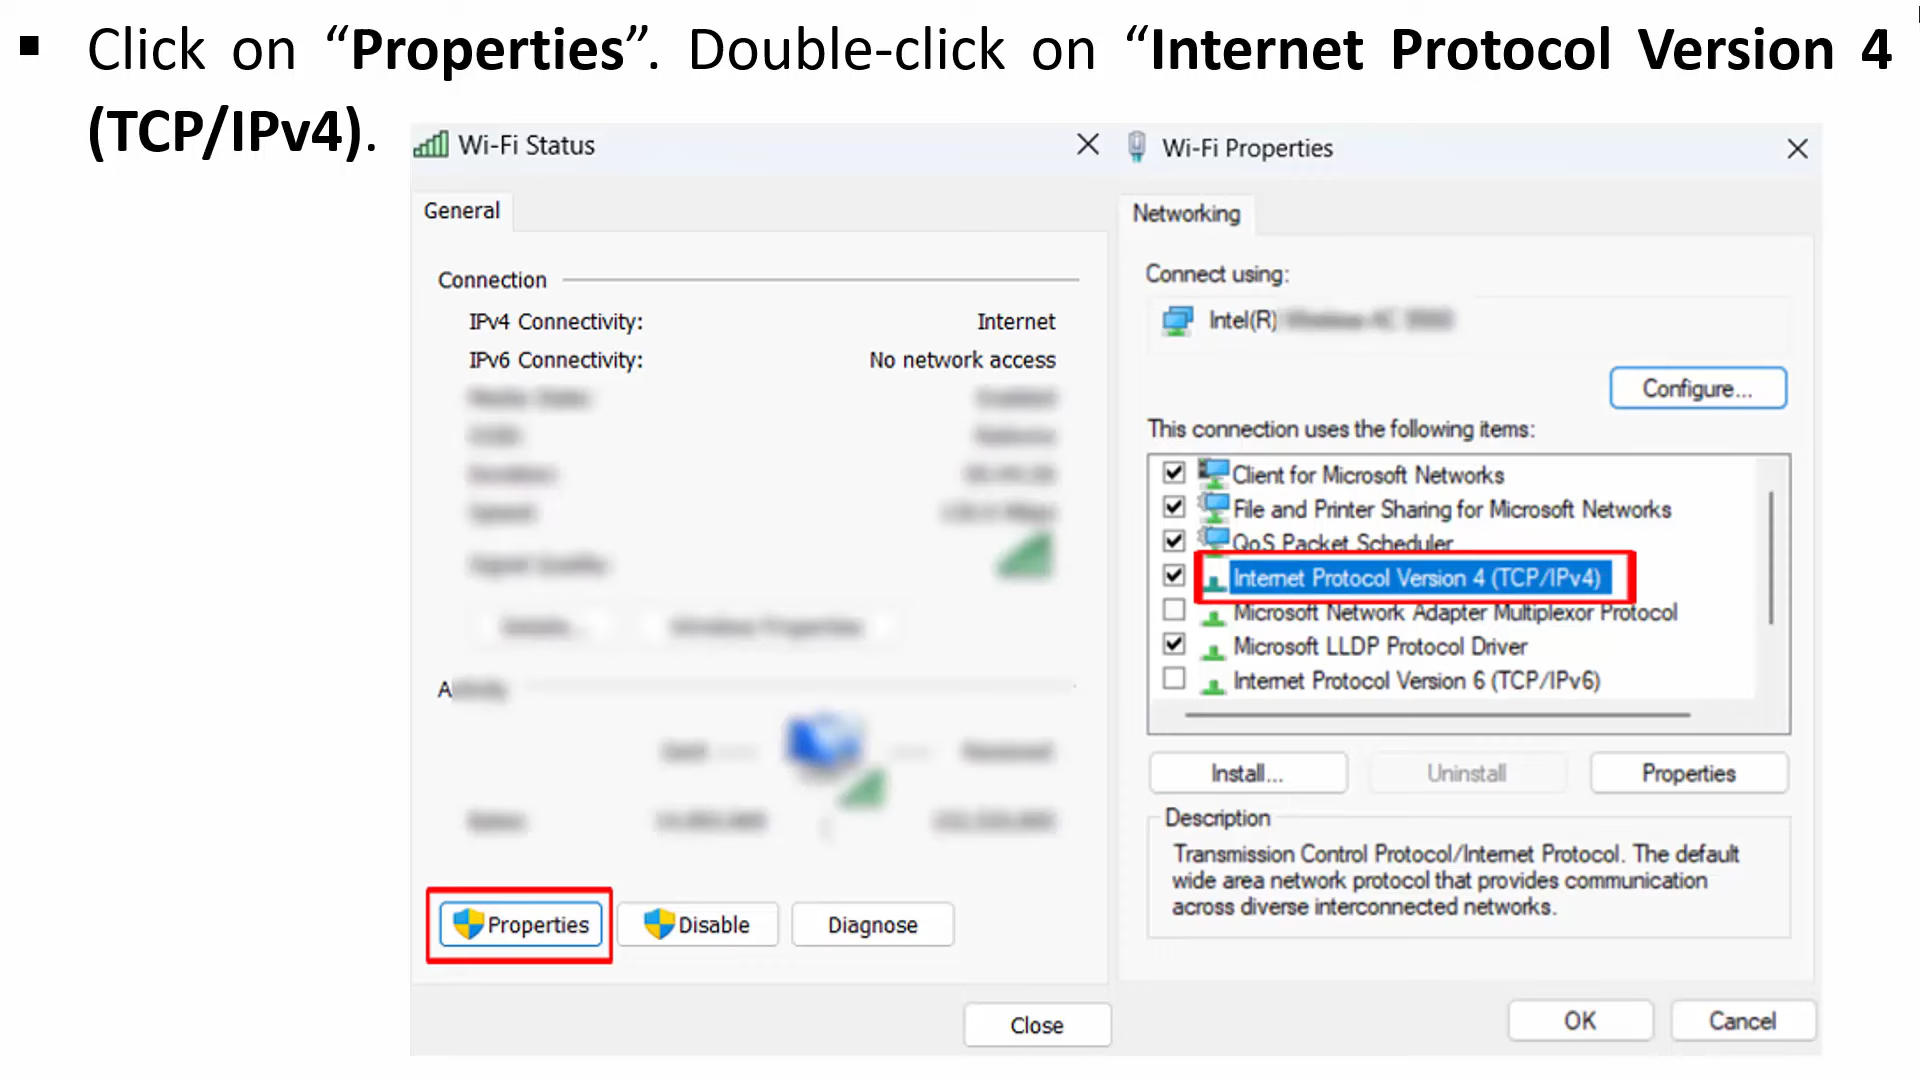 ▪ Click on “Properties”. Double-click on “Internet Protocol Version 4
(TCP/IPv4).
Wi-Fi Status
General
Connection
IPv4 Connectivity: Internet
IPv6 Connectivity: No network access
Properties Disable Diagnose
Close
Wi-Fi Properties
Networking
Connect using:
Intel(R)
Configure...
This connection uses the following items:
Client for Microsoft Networks
File and Printer Sharing for Microsoft Networks
QoS Packet Scheduler
Internet Protocol Version 4 (TCP/IPv4)
Microsoft Network Adapter Multiplexor Protocol
Microsoft LLDP Protocol Driver
Internet Protocol Version 6 (TCP/IPv6)
Install... Uninstall Properties
Description
Transmission Control Protocol/Internet Protocol. The default
wide area network protocol that provides communication
across diverse interconnected networks.
OK Cancel